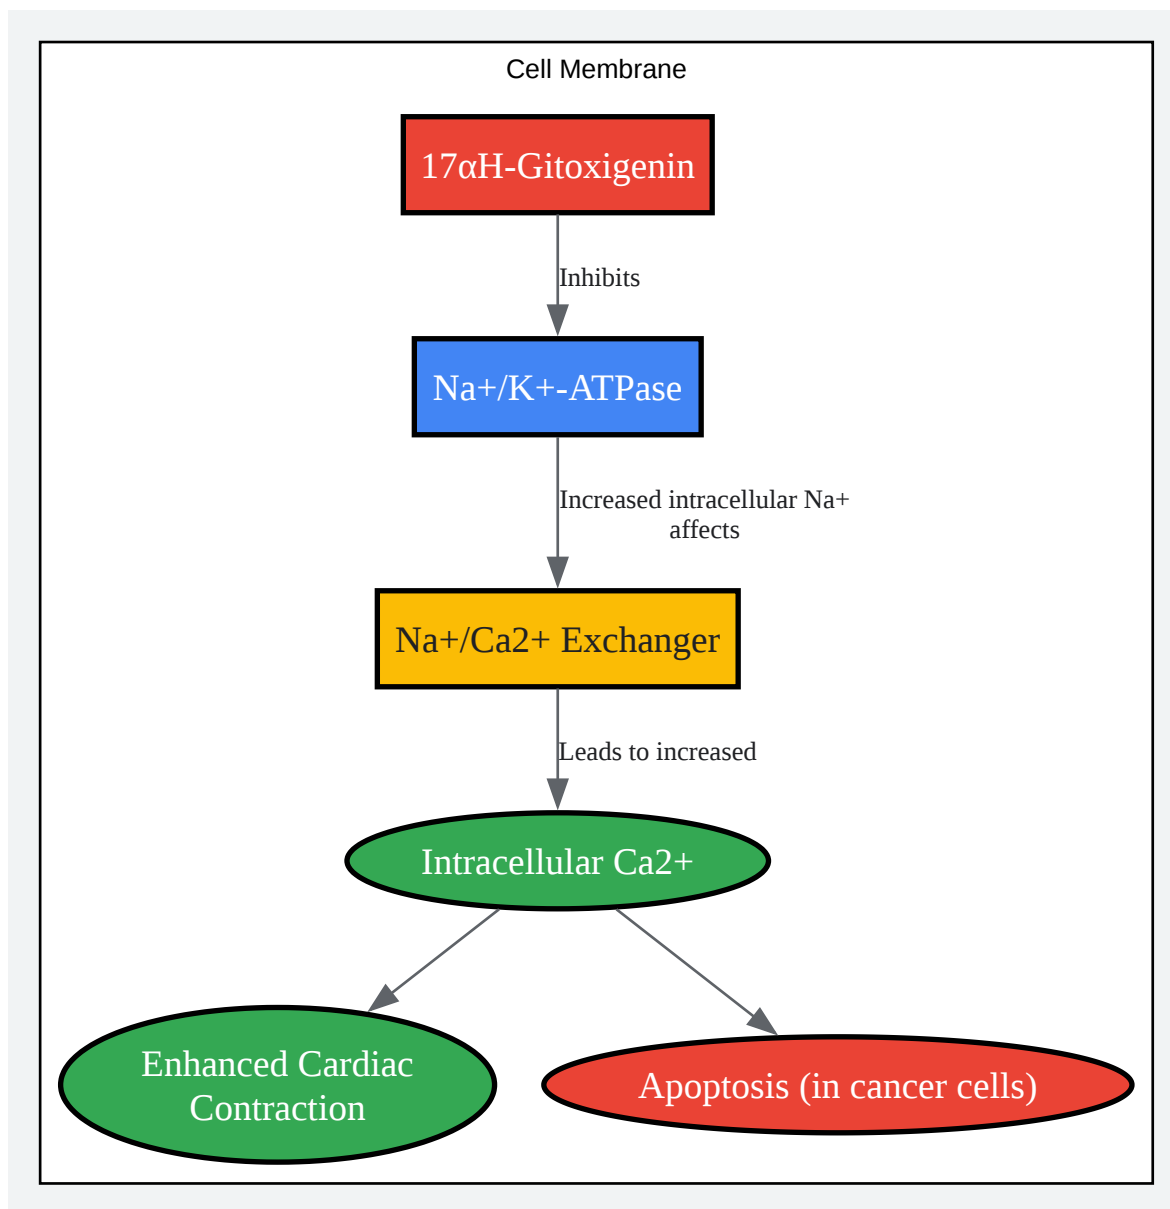 Cell Membrane
17αH-Gitoxigenin
Inhibits
Na+/K+-ATPase
Increased intracellular Na+
affects
Na+/Ca2+ Exchanger
Leads to increased
Intracellular Ca2+
Enhanced Cardiac
Contraction
Apoptosis (in cancer cells)